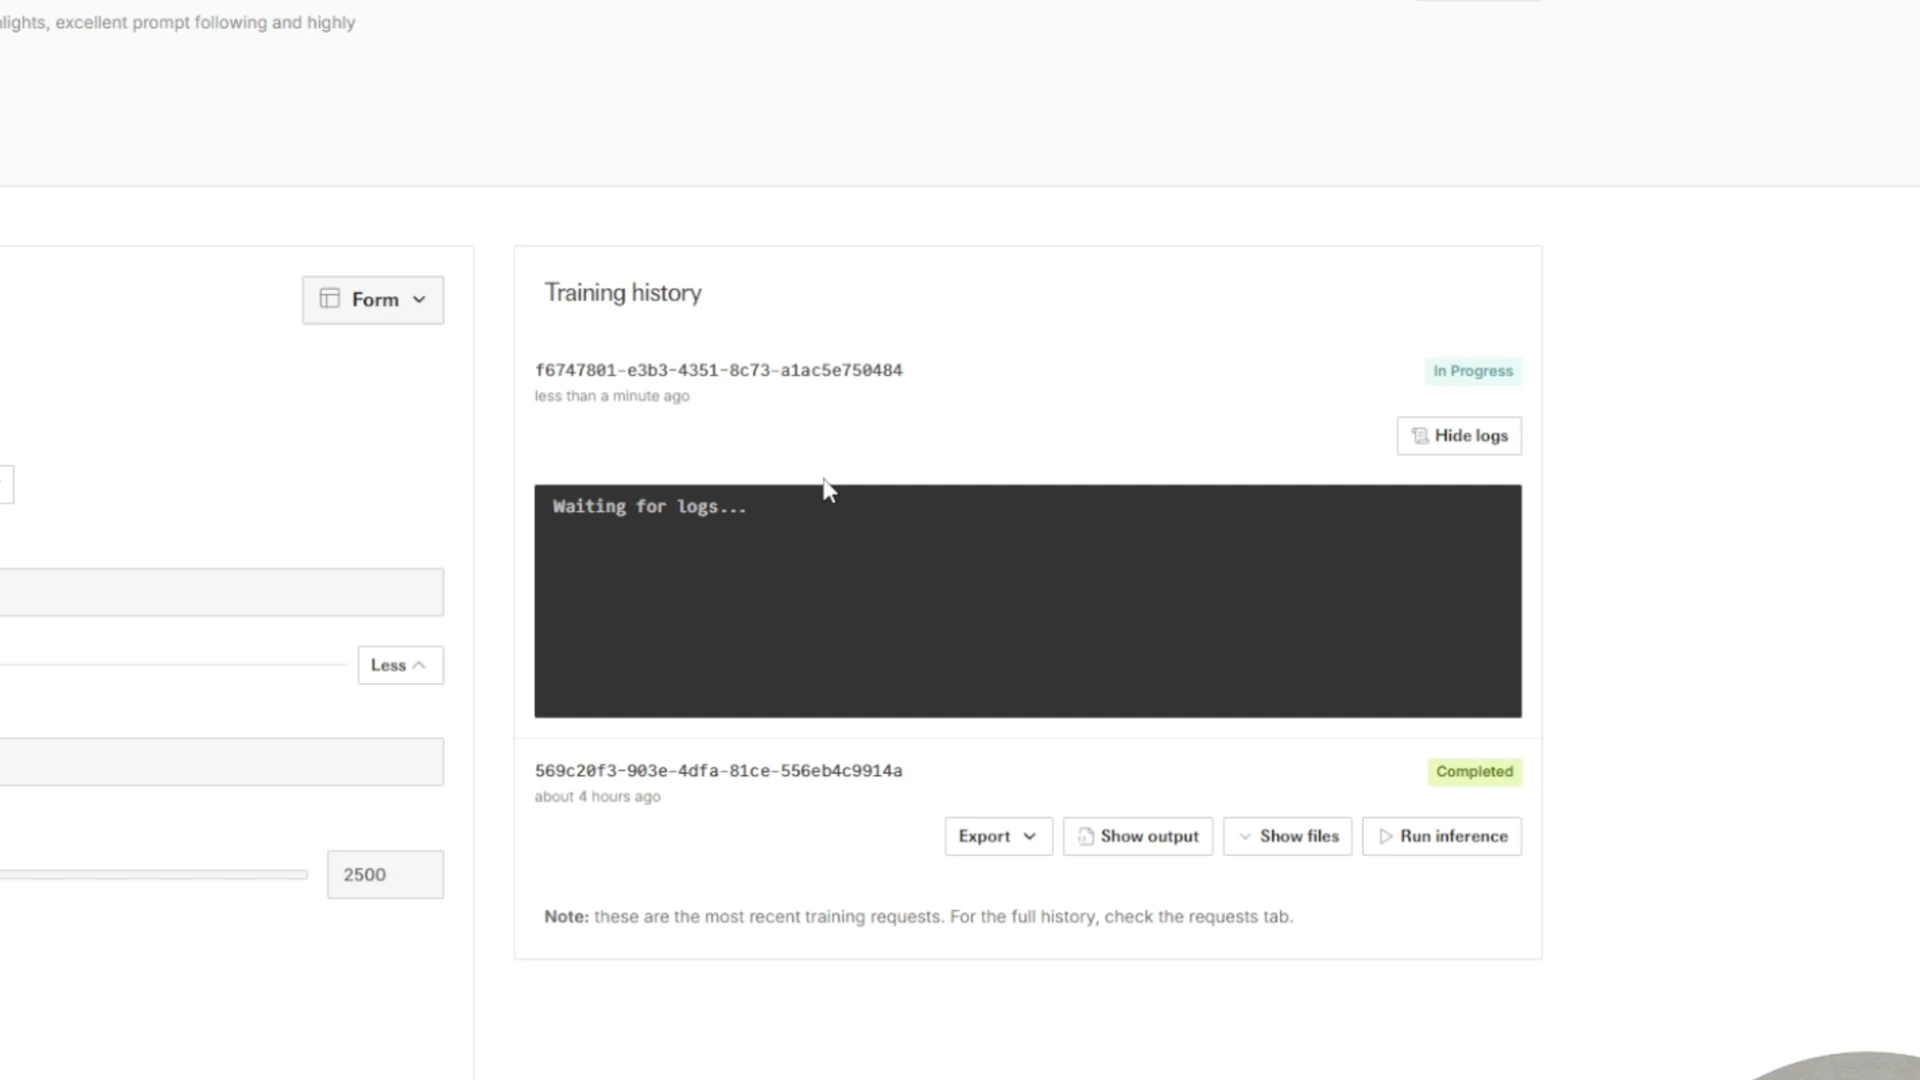 lights, excellent prompt following and highly
Form
Less
2500
Training history
f6747801-e3b3-4351-8c73-a1ac5e750484
In Progress
less than a minute ago
Hide logs
Waiting for logs...
569c20f3-903e-4dfa-81ce-556eb4c9914a
Completed
about 4 hours ago
Export
Show output
Show files
Run inference
Note: these are the most recent training requests. For the full history, check the requests tab.